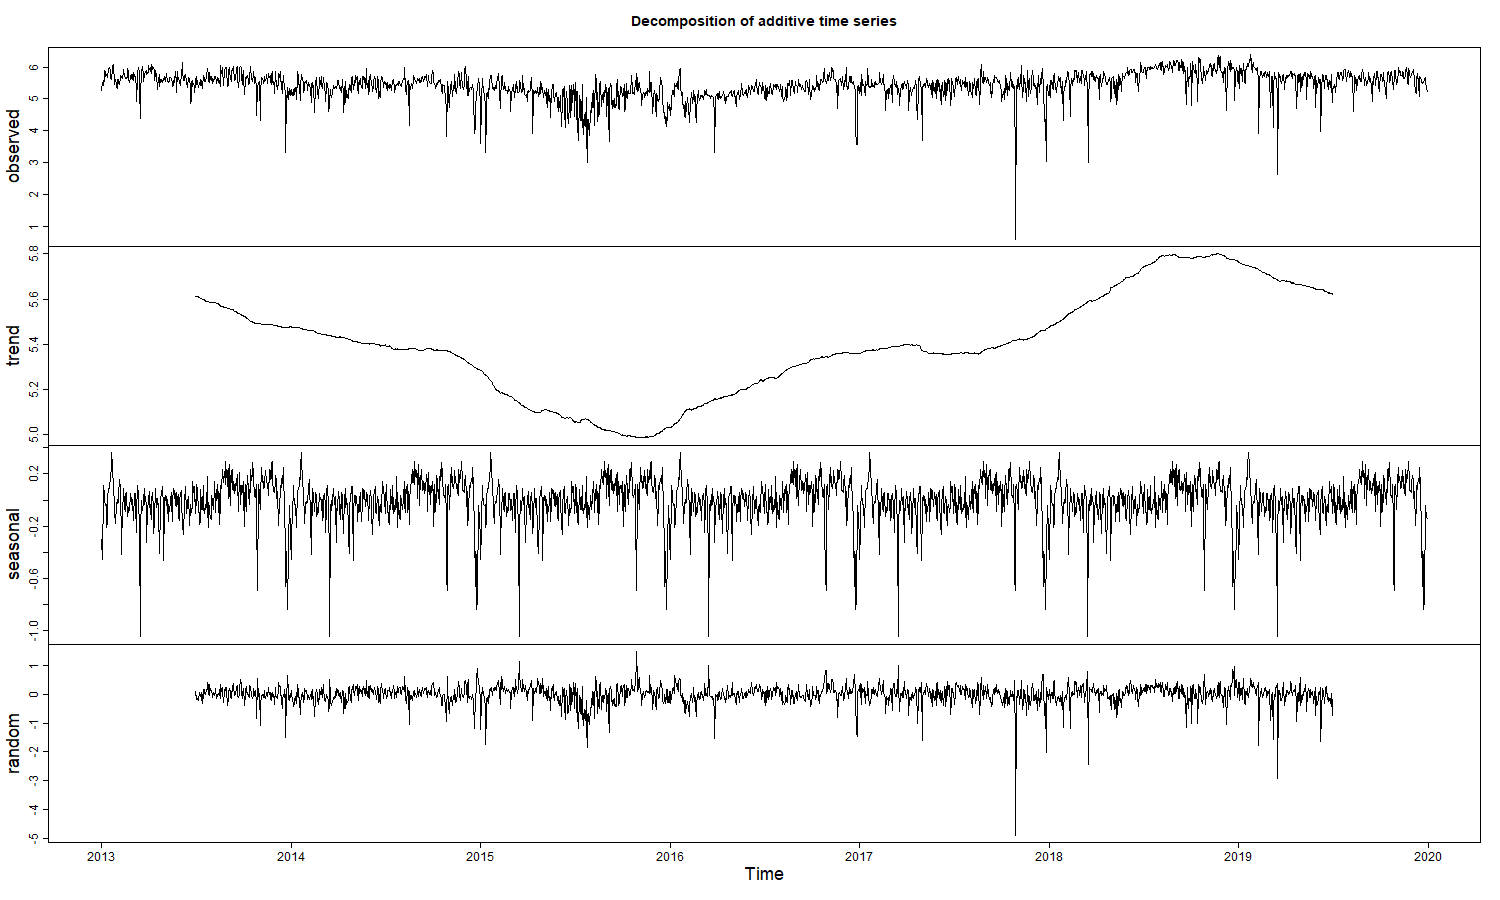 Decomposition of additive time series
observed
1 2 3 4 5 6
trend
5.0 5.2 5.4 5.6 5.8
seasonal
-1.0 -0.6 -0.2 0.2
random
-5 -4 -3 -2 -1 0 1
2013 2014 2015 2016 2017 2018 2019 2020
Time